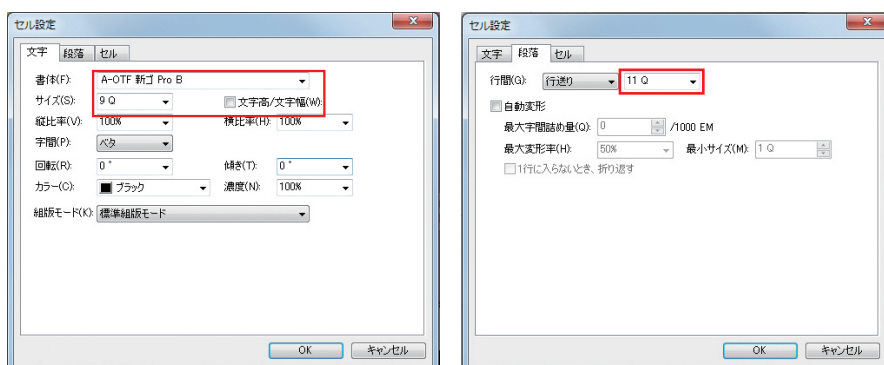 セル設定
文字 段落 セル
書体(F): A-OTF 新ゴ Pro B
サイズ(S): 9 Q 文字高/文字幅(W):
縦比率(V): 100% 横比率(H): 100%
字間(P): ベタ
回転(R): 0° 傾き(T): 0°
カラー(C): ブラック 濃度(N): 100%
組版モード(K): 標準組版モード
OK キャンセル
セル設定
文字 段落 セル
行間(G): 行送り 11 Q
自動変形
最大字間詰め量(Q): 0 /1000 EM
最大変形率(H): 50% 最小サイズ(M): 1 Q
1行に入らないとき、折り返す
OK キャンセル